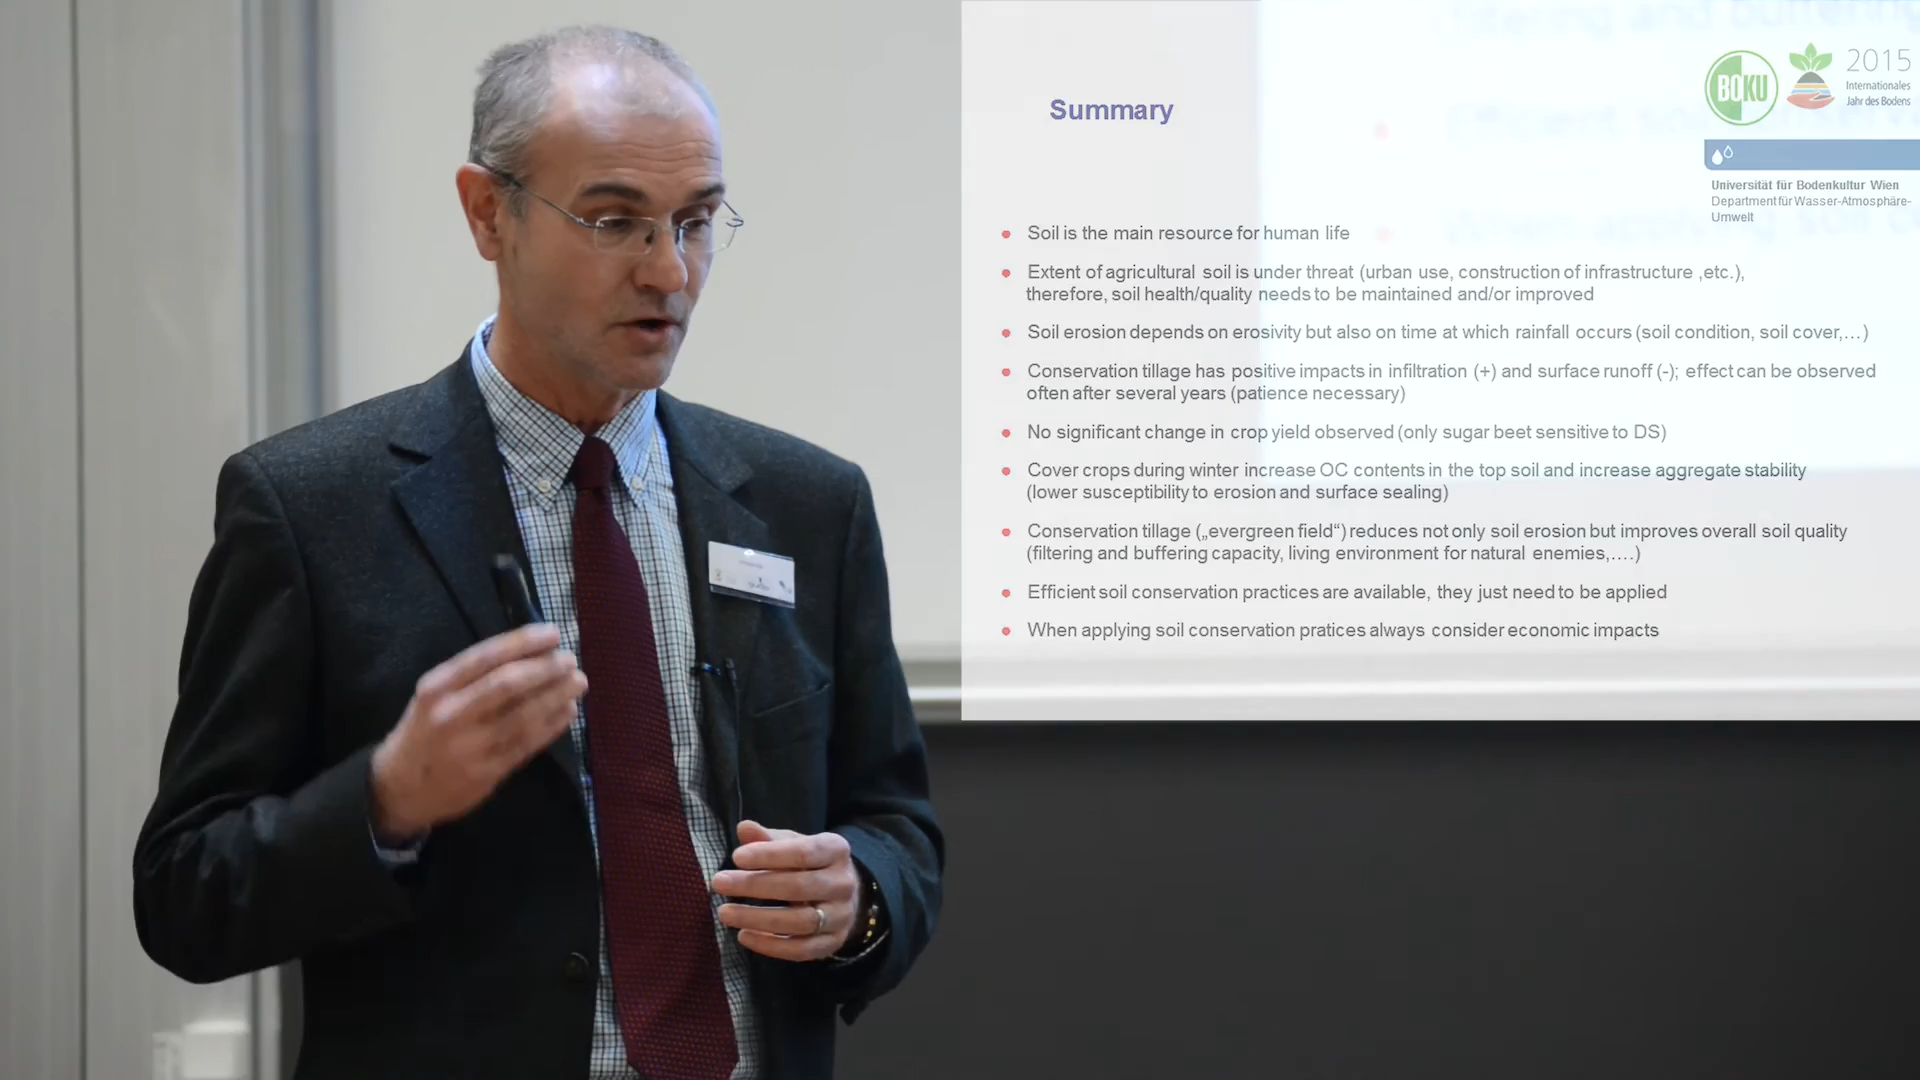 filtering and buffering
BOKU
2015
Internationales
Jahr des Bodens
Summary
Universität für Bodenkultur Wien
Department für Wasser-Atmosphäre-
Umwelt
Soil is the main resource for human life
Extent of agricultural soil is under threat (urban use, construction of infrastructure ,etc.),
therefore, soil health/quality needs to be maintained and/or improved
Soil erosion depends on erosivity but also on time at which rainfall occurs (soil condition, soil cover,…)
Conservation tillage has positive impacts in infiltration (+) and surface runoff (-); effect can be observed
often after several years (patience necessary)
No significant change in crop yield observed (only sugar beet sensitive to DS)
Cover crops during winter increase OC contents in the top soil and increase aggregate stability
(lower susceptibility to erosion and surface sealing)
Conservation tillage („evergreen field“) reduces not only soil erosion but improves overall soil quality
(filtering and buffering capacity, living environment for natural enemies,….)
Efficient soil conservation practices are available, they just need to be applied
When applying soil conservation pratices always consider economic impacts